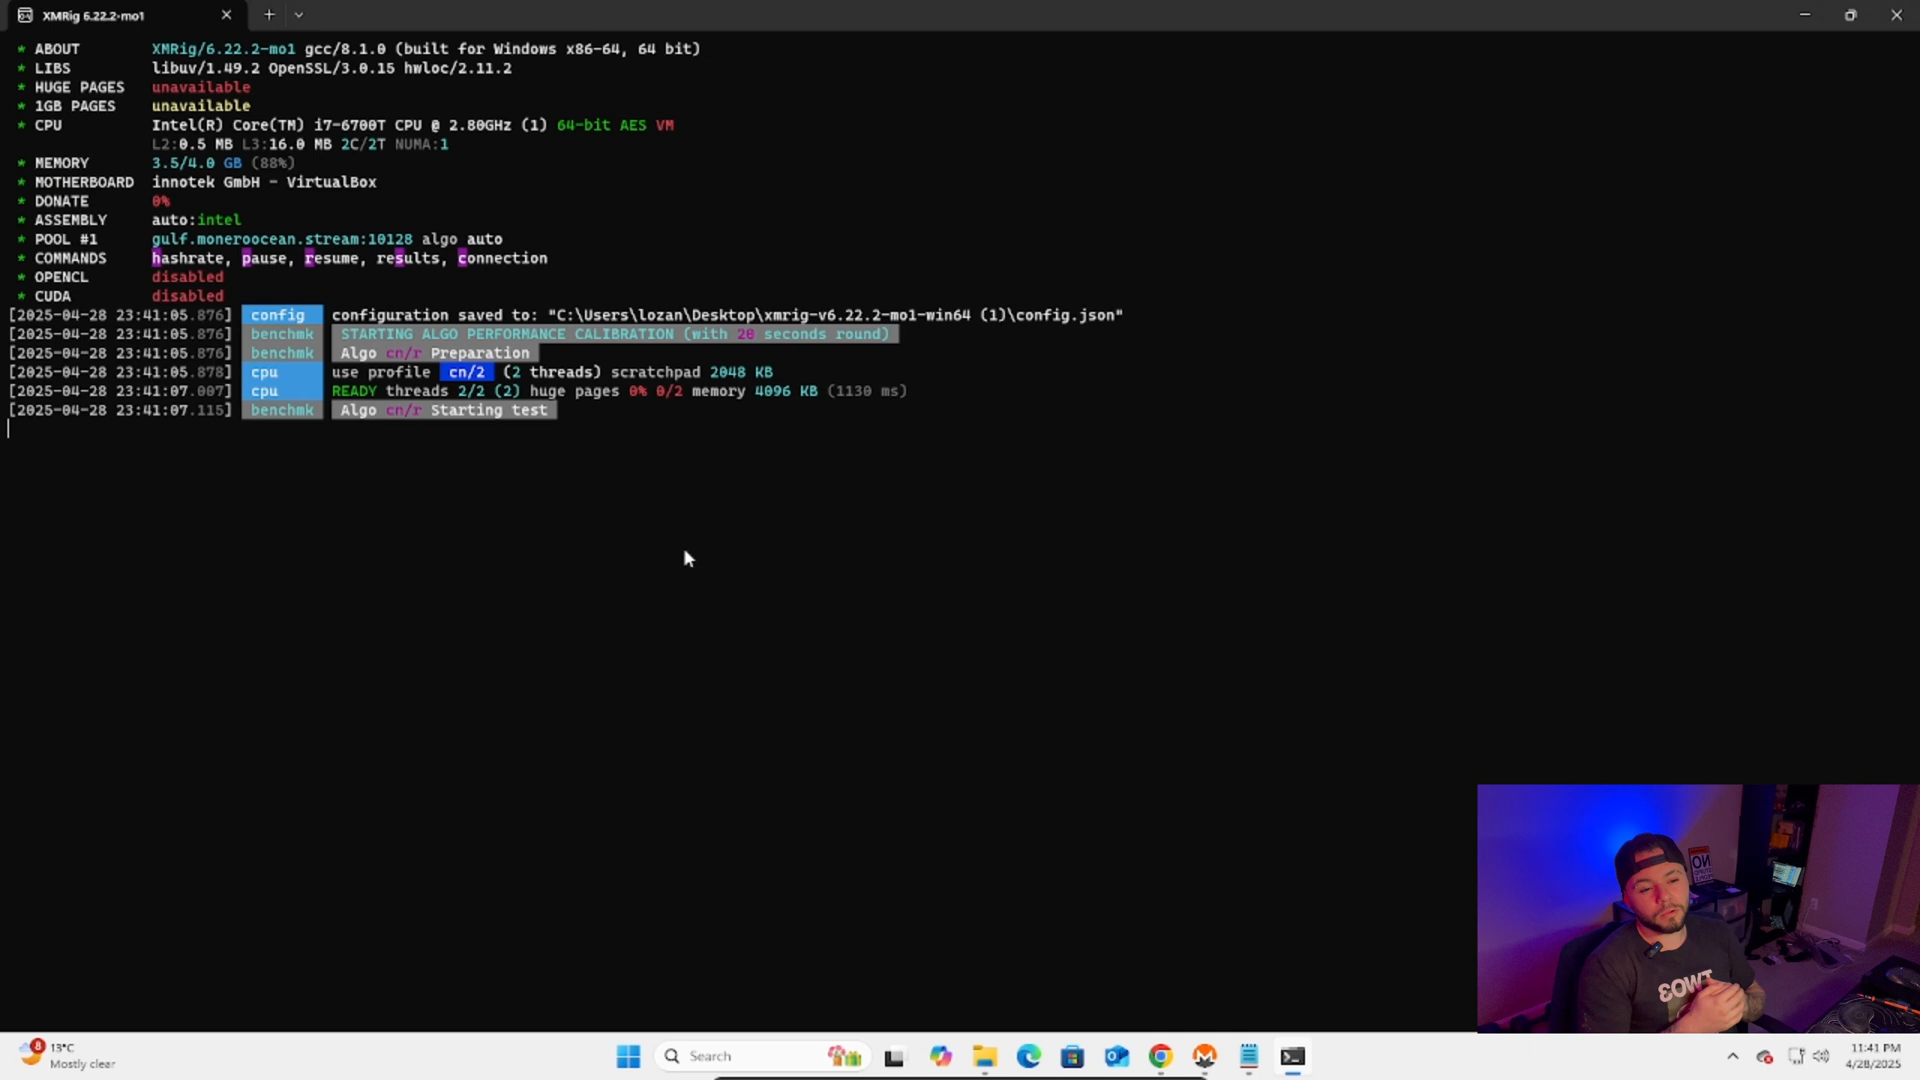 XMRig 6.22.2-mo1
* ABOUT XMRig/6.22.2-mo1 gcc/8.1.0 (built for Windows x86-64, 64 bit)
* LIBS libuv/1.49.2 OpenSSL/3.0.15 hwloc/2.11.2
* HUGE PAGES unavailable
* 1GB PAGES unavailable
* CPU Intel(R) Core(TM) i7-6700T CPU @ 2.80GHz (1) 64-bit AES VM
L2:0.5 MB L3:16.0 MB 2C/2T NUMA:1
* MEMORY 3.5/4.0 GB (88%)
* MOTHERBOARD innotek GmbH - VirtualBox
* DONATE 0%
* ASSEMBLY auto:intel
* POOL #1 gulf.moneroocean.stream:10128 algo auto
* COMMANDS hashrate, pause, resume, results, connection
* OPENCL disabled
* CUDA disabled
[2025-04-28 23:41:05.876] config configuration saved to: "C:\Users\lozan\Desktop\xmrig-v6.22.2-mo1-win64 (1)\config.json"
[2025-04-28 23:41:05.876] benchmk STARTING ALGO PERFORMANCE CALIBRATION (with 20 seconds round)
[2025-04-28 23:41:05.876] benchmk Algo cn/r Preparation
[2025-04-28 23:41:05.878] cpu use profile cn/2 (2 threads) scratchpad 2048 KB
[2025-04-28 23:41:07.007] cpu READY threads 2/2 (2) huge pages 0% 0/2 memory 4096 KB (1130 ms)
[2025-04-28 23:41:07.115] benchmk Algo cn/r Starting test
8
13°C
Mostly clear
Search
11:41 PM
4/28/2025